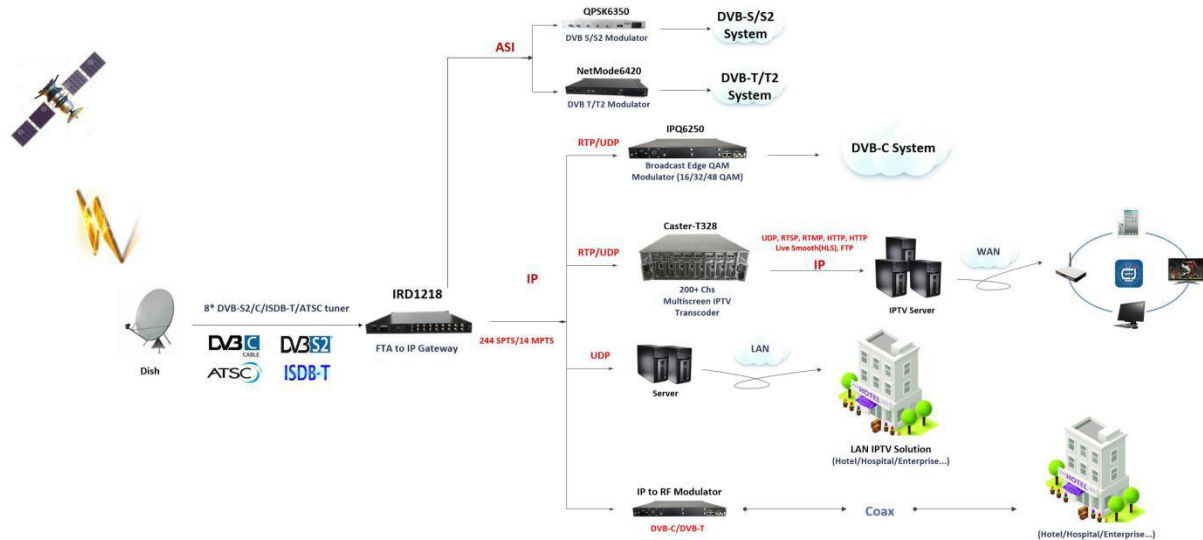 QPSK6350
DVB S/S2 Modulator
DVB-S/S2
System
ASI
NetMode6420
DVB T/T2 Modulator
DVB-T/T2
System
IPQ6250
RTP/UDP
Broadcast Edge QAM
Modulator (16/32/48 QAM)
DVB-C System
Caster-T328
RTP/UDP
UDP, RTSP, RTMP, HTTP, HTTP
Live Smooth(HLS), FTP
IP
WAN
IPTV
200+ Chs
Multiscreen IPTV
Transcoder
IPTV Server
IP
IRD1218
8* DVB-S2/C/ISDB-T/ATSC tuner
FTA to IP Gateway
244 SPTS/14 MPTS
DVB C
CABLE
DVB S2
ATSC
ISDB-T
Dish
UDP
Server
LAN
HOTEL
LAN IPTV Solution
(Hotel/Hospital/Enterprise...)
IP to RF Modulator
DVB-C/DVB-T
Coax
HOTEL
(Hotel/Hospital/Enterprise...)